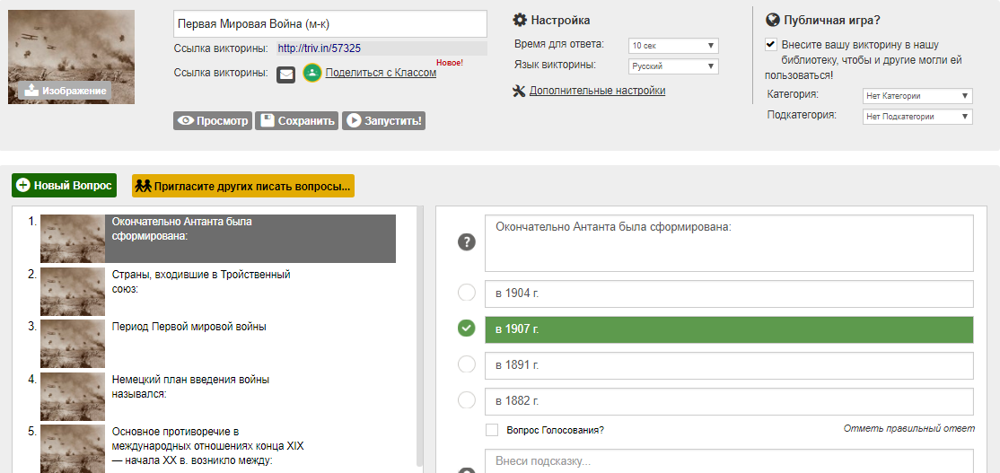 Изображение
Первая Мировая Война (м-к)
Ссылка викторины: http://triv.in/57325
Ссылка викторины: Поделиться с Классом Новое!
Просмотр Сохранить Запустить!
Настройка
Время для ответа: 10 сек
Язык викторины: Русский
Дополнительные настройки
Публичная игра?
Внесите вашу викторину в нашу
библиотеку, чтобы и другие могли ей
пользоваться!
Категория: Нет Категории
Подкатегория: Нет Подкатегории
Новый Вопрос Пригласите других писать вопросы...
1. Окончательно Антанта была
сформирована:
2. Страны, входившие в Тройственный
союз:
3. Период Первой мировой войны
4. Немецкий план введения войны
назывался:
5. Основное противоречие в
международных отношениях конца XIX
— начала XX в. возникло между:
Окончательно Антанта была сформирована:
в 1904 г.
в 1907 г.
в 1891 г.
в 1882 г.
Вопрос Голосования? Отметь правильный ответ
Внеси подсказку...